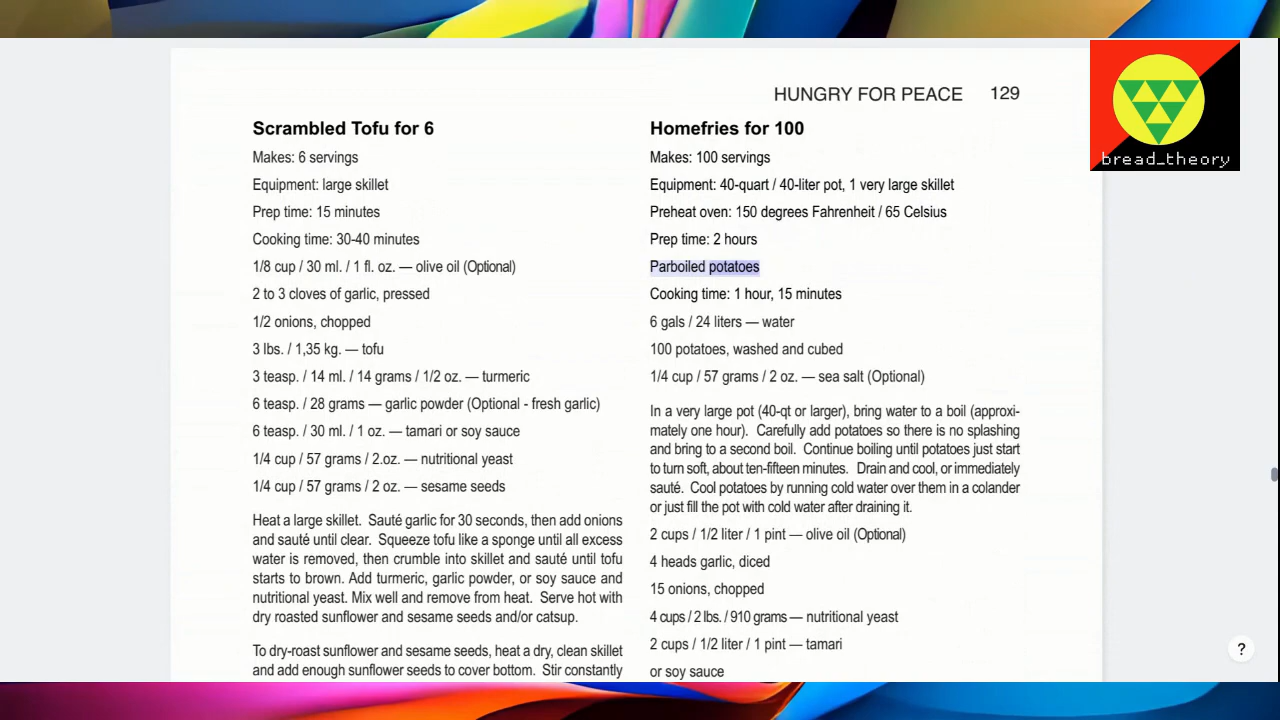 HUNGRY FOR PEACE 129
bread_theory
Scrambled Tofu for 6
Makes: 6 servings
Equipment: large skillet
Prep time: 15 minutes
Cooking time: 30-40 minutes
1/8 cup / 30 ml. / 1 fl. oz. — olive oil (Optional)
2 to 3 cloves of garlic, pressed
1/2 onions, chopped
3 lbs. / 1,35 kg. — tofu
3 teasp. / 14 ml. / 14 grams / 1/2 oz. — turmeric
6 teasp. / 28 grams — garlic powder (Optional - fresh garlic)
6 teasp. / 30 ml. / 1 oz. — tamari or soy sauce
1/4 cup / 57 grams / 2.oz. — nutritional yeast
1/4 cup / 57 grams / 2 oz. — sesame seeds
Heat a large skillet. Sauté garlic for 30 seconds, then add onions
and sauté until clear. Squeeze tofu like a sponge until all excess
water is removed, then crumble into skillet and sauté until tofu
starts to brown. Add turmeric, garlic powder, or soy sauce and
nutritional yeast. Mix well and remove from heat. Serve hot with
dry roasted sunflower and sesame seeds and/or catsup.
To dry-roast sunflower and sesame seeds, heat a dry, clean skillet
and add enough sunflower seeds to cover bottom. Stir constantly
Homefries for 100
Makes: 100 servings
Equipment: 40-quart / 40-liter pot, 1 very large skillet
Preheat oven: 150 degrees Fahrenheit / 65 Celsius
Prep time: 2 hours
Parboiled potatoes
Cooking time: 1 hour, 15 minutes
6 gals / 24 liters — water
100 potatoes, washed and cubed
1/4 cup / 57 grams / 2 oz. — sea salt (Optional)
In a very large pot (40-qt or larger), bring water to a boil (approxi-
mately one hour). Carefully add potatoes so there is no splashing
and bring to a second boil. Continue boiling until potatoes just start
to turn soft, about ten-fifteen minutes. Drain and cool, or immediately
sauté. Cool potatoes by running cold water over them in a colander
or just fill the pot with cold water after draining it.
2 cups / 1/2 liter / 1 pint — olive oil (Optional)
4 heads garlic, diced
15 onions, chopped
4 cups / 2 lbs. / 910 grams — nutritional yeast
2 cups / 1/2 liter / 1 pint — tamari
or soy sauce
?